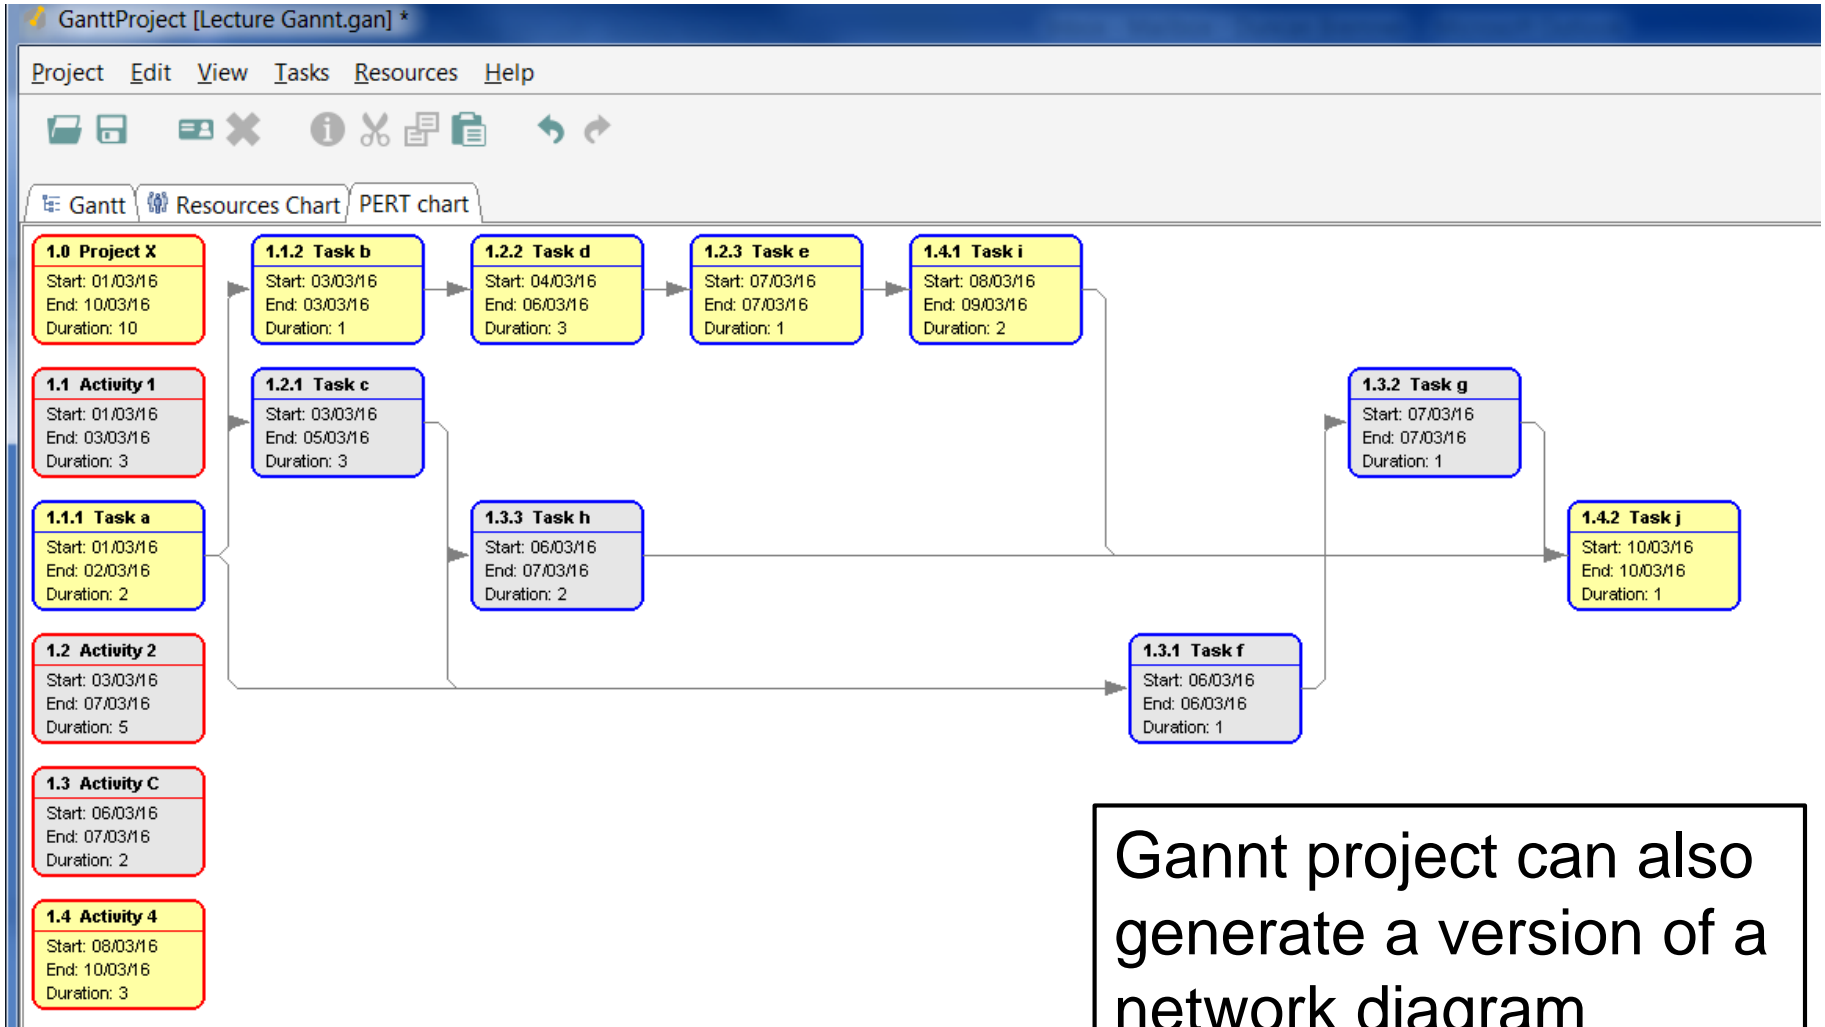 GanttProject [Lecture Gannt.gan] *
Project Edit View Tasks Resources Help
Gantt Resources Chart PERT chart
1.0 Project X
Start: 01/03/16
End: 10/03/16
Duration: 10
1.1.2 Task b
Start: 03/03/16
End: 03/03/16
Duration: 1
1.2.2 Task d
Start: 04/03/16
End: 06/03/16
Duration: 3
1.2.3 Task e
Start: 07/03/16
End: 07/03/16
Duration: 1
1.4.1 Task i
Start: 08/03/16
End: 09/03/16
Duration: 2
1.1 Activity 1
Start: 01/03/16
End: 03/03/16
Duration: 3
1.2.1 Task c
Start: 03/03/16
End: 05/03/16
Duration: 3
1.3.2 Task g
Start: 07/03/16
End: 07/03/16
Duration: 1
1.1.1 Task a
Start: 01/03/16
End: 02/03/16
Duration: 2
1.3.3 Task h
Start: 06/03/16
End: 07/03/16
Duration: 2
1.4.2 Task j
Start: 10/03/16
End: 10/03/16
Duration: 1
1.2 Activity 2
Start: 03/03/16
End: 07/03/16
Duration: 5
1.3.1 Task f
Start: 06/03/16
End: 06/03/16
Duration: 1
1.3 Activity C
Start: 06/03/16
End: 07/03/16
Duration: 2
1.4 Activity 4
Start: 08/03/16
End: 10/03/16
Duration: 3
Gannt project can also
generate a version of a
network diagram